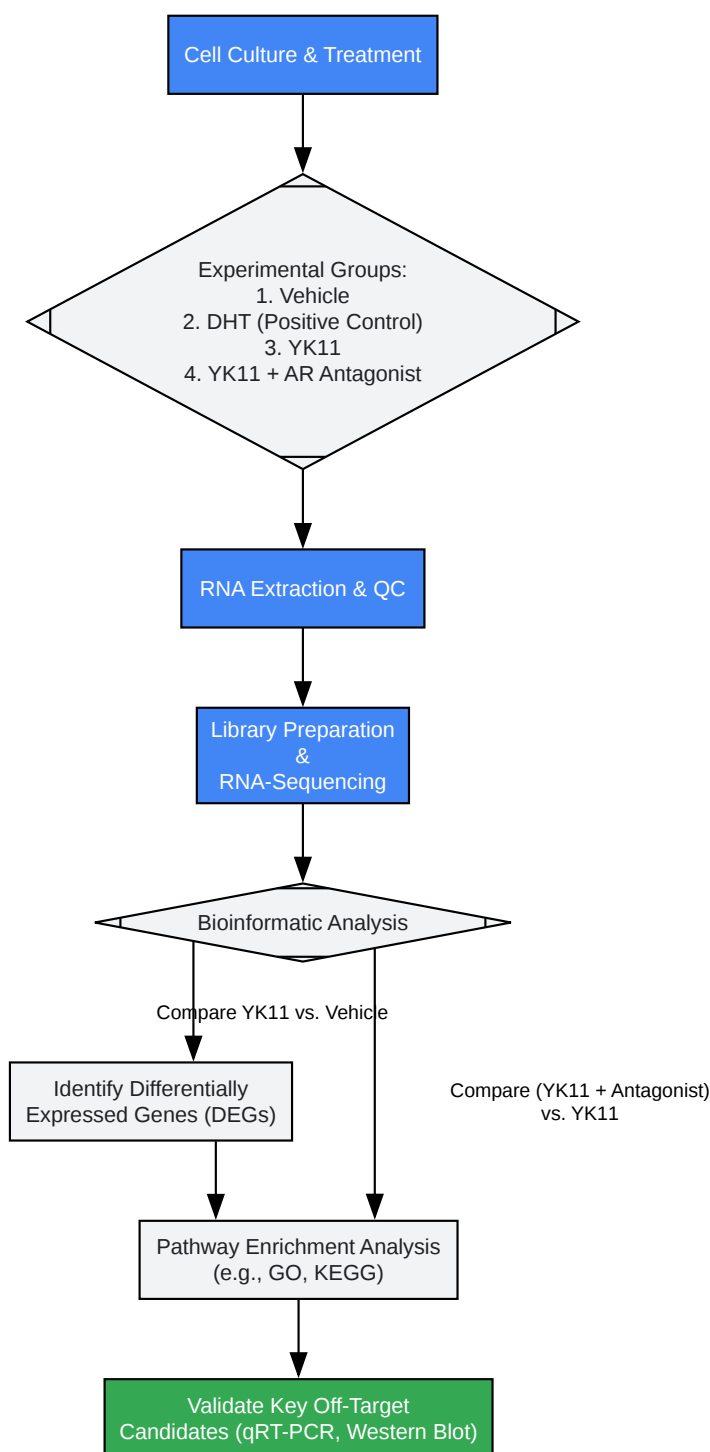 Cell Culture & Treatment
Experimental Groups:
1. Vehicle
2. DHT (Positive Control)
3. YK11
4. YK11 + AR Antagonist
RNA Extraction & QC
Library Preparation
&
RNA-Sequencing
Bioinformatic Analysis
Compare YK11 vs. Vehicle
Identify Differentially
Expressed Genes (DEGs)
Compare (YK11 + Antagonist)
vs. YK11
Pathway Enrichment Analysis
(e.g., GO, KEGG)
Validate Key Off-Target
Candidates (qRT-PCR, Western Blot)